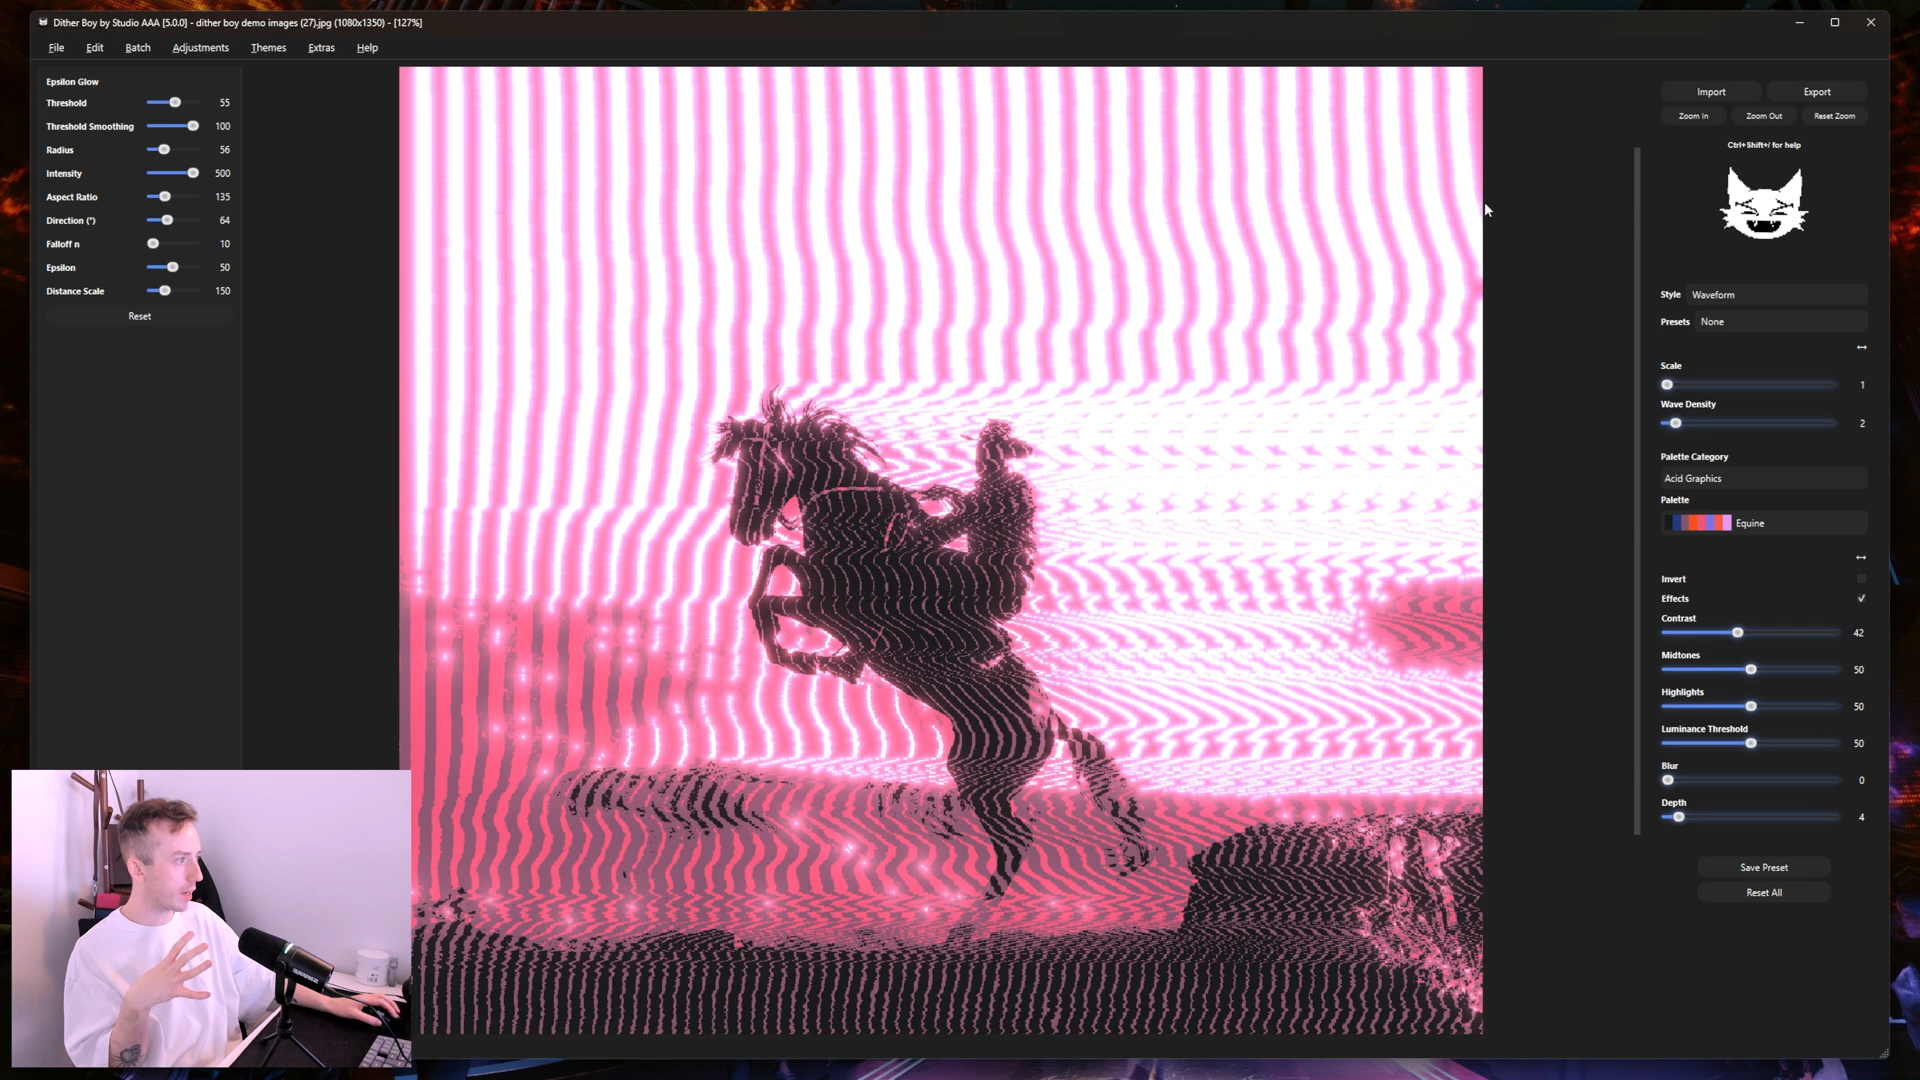 Dither Boy by Studio AAA [5.0.0] - dither boy demo images (27).jpg (1080x1350) - [127%]
File Edit Batch Adjustments Themes Extras Help
Epsilon Glow
Threshold 55
Threshold Smoothing 100
Radius 56
Intensity 500
Aspect Ratio 135
Direction (°) 64
Falloff n 10
Epsilon 50
Distance Scale 150
Reset
Import Export
Zoom In Zoom Out Reset Zoom
Ctrl+Shift+/ for help
Style Waveform
Presets None
Scale
1
Wave Density
2
Palette Category
Acid Graphics
Palette
Equine
Invert
Effects
Contrast
42
Midtones
50
Highlights
50
Luminance Threshold
50
Blur
0
Depth
4
Save Preset
Reset All